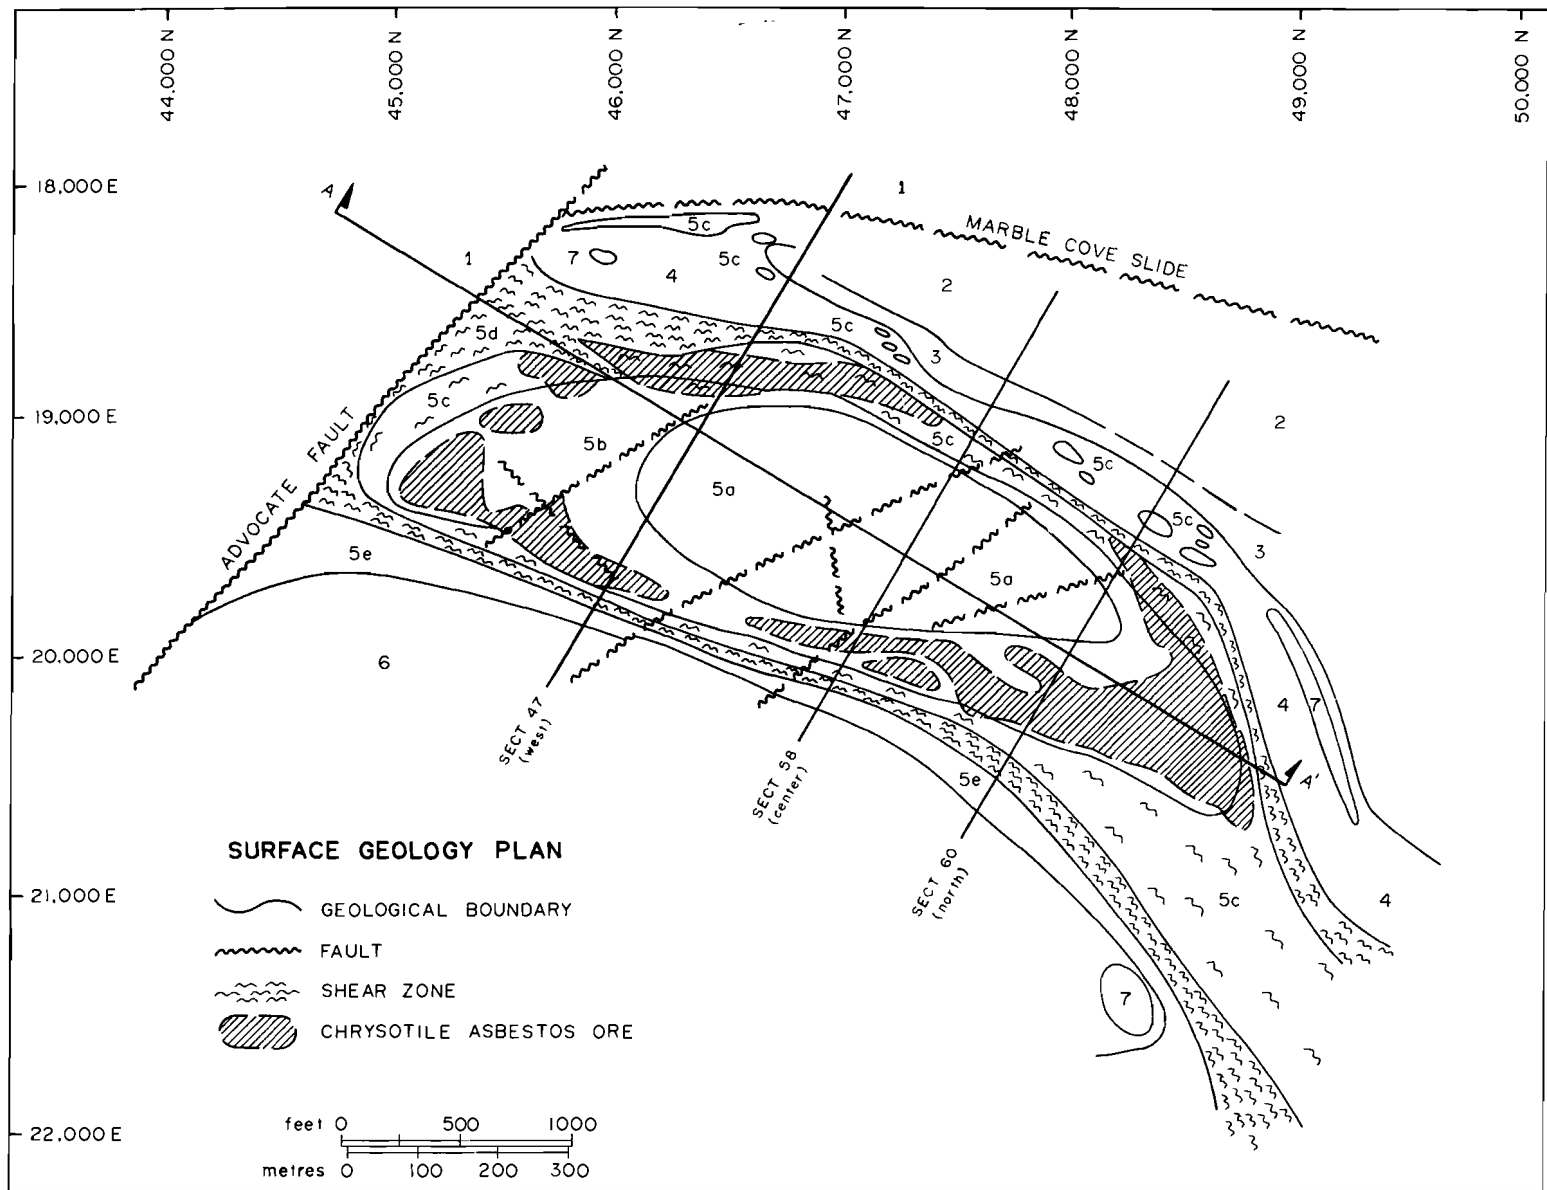 44,000 N
45,000 N
46,000 N
47,000 N
48,000 N
49,000 N
50,000 N
18,000 E
19,000 E
20,000 E
21,000 E
22,000 E
A
1
1
MARBLE COVE SLIDE
5c
7
5c
4
2
5d
5c
3
5c
5b
5c
2
5c
5a
5c
3
ADVOCATE FAULT
5e
5a
6
4
7
SECT 47
(west)
SECT 58
(center)
5e
A'
SECT 60
(north)
5c
4
7
SURFACE GEOLOGY PLAN
GEOLOGICAL BOUNDARY
FAULT
SHEAR ZONE
CHRYSOTILE ASBESTOS ORE
feet 0 500 1000
metres 0 100 200 300